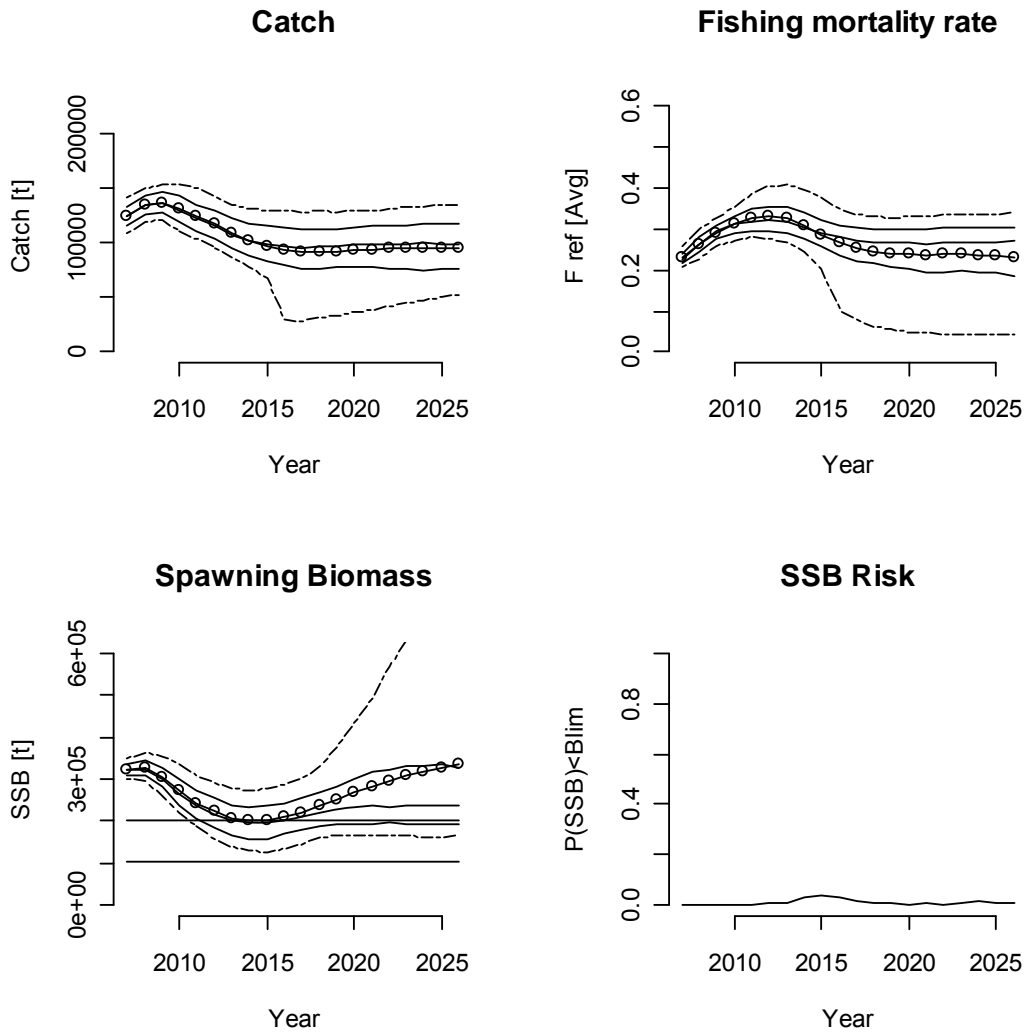 Catch
Catch [t]
200000
100000
0
2010 2015 2020 2025
Year
Fishing mortality rate
F ref [Avg]
0.6
0.4
0.2
0.0
2010 2015 2020 2025
Year
Spawning Biomass
SSB [t]
6e+05
3e+05
0e+00
2010 2015 2020 2025
Year
SSB Risk
P(SSB)<Blim
0.8
0.4
0.0
2010 2015 2020 2025
Year